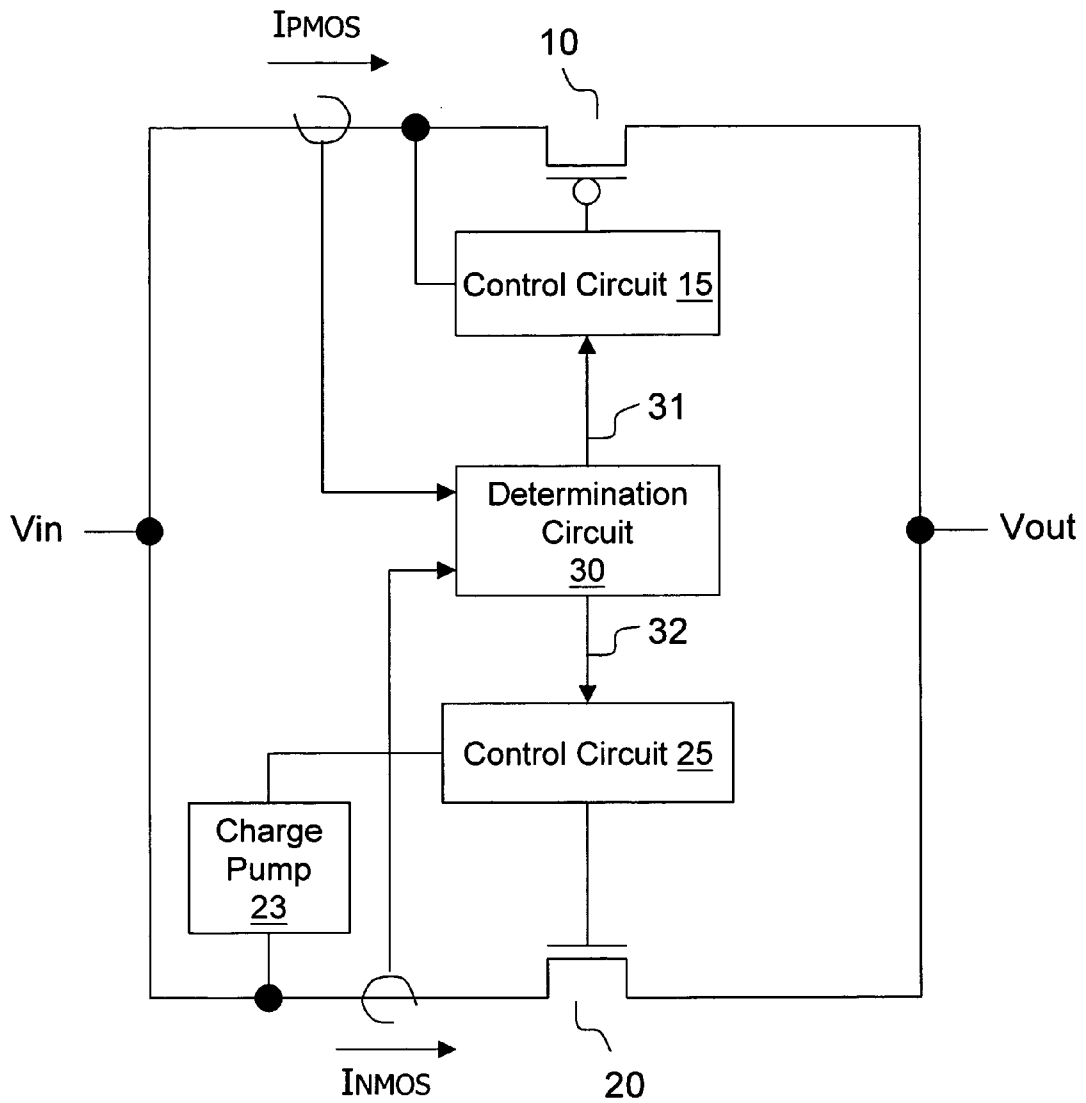 IPMOS
10
Control Circuit 15
31
Determination
Circuit
30
Vin
Vout
32
Control Circuit 25
Charge
Pump
23
INMOS
20